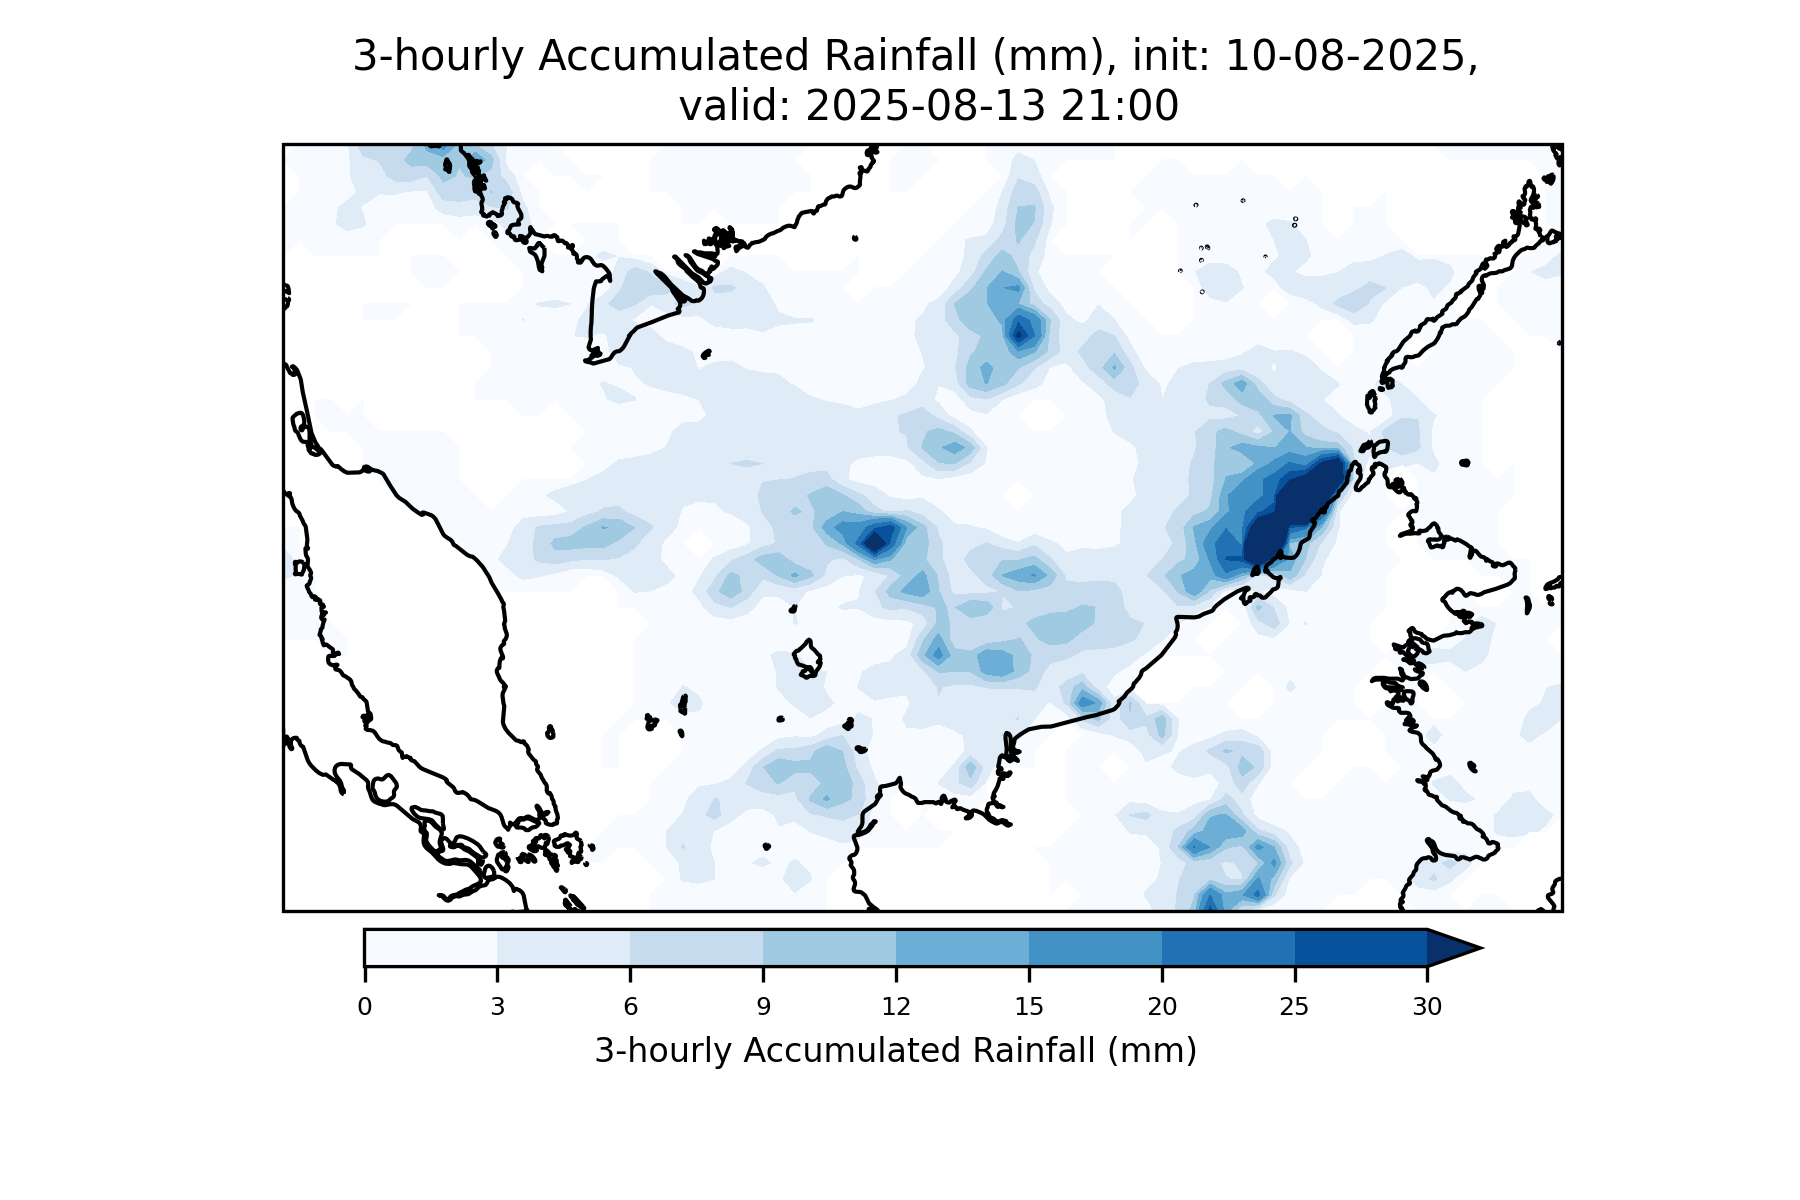 3-hourly Accumulated Rainfall (mm), init: 10-08-2025,
valid: 2025-08-13 21:00
0 3 6 9 12 15 20 25 30
3-hourly Accumulated Rainfall (mm)